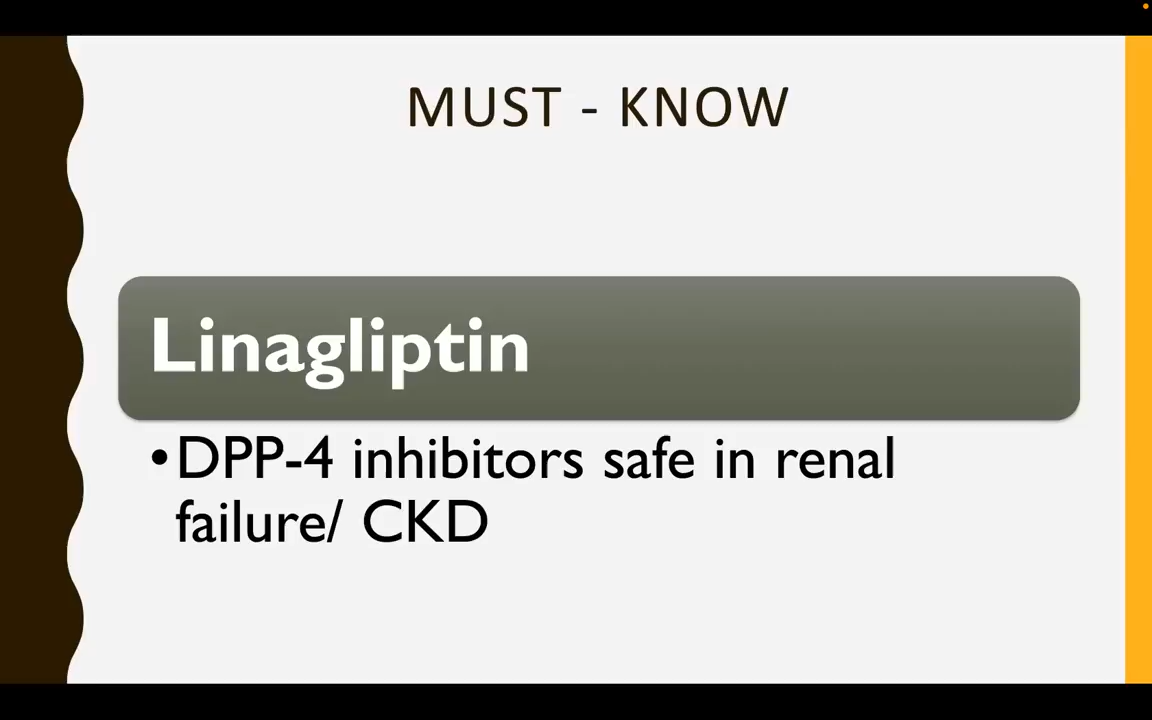 MUST - KNOW
Linagliptin
•DPP-4 inhibitors safe in renal
failure/ CKD